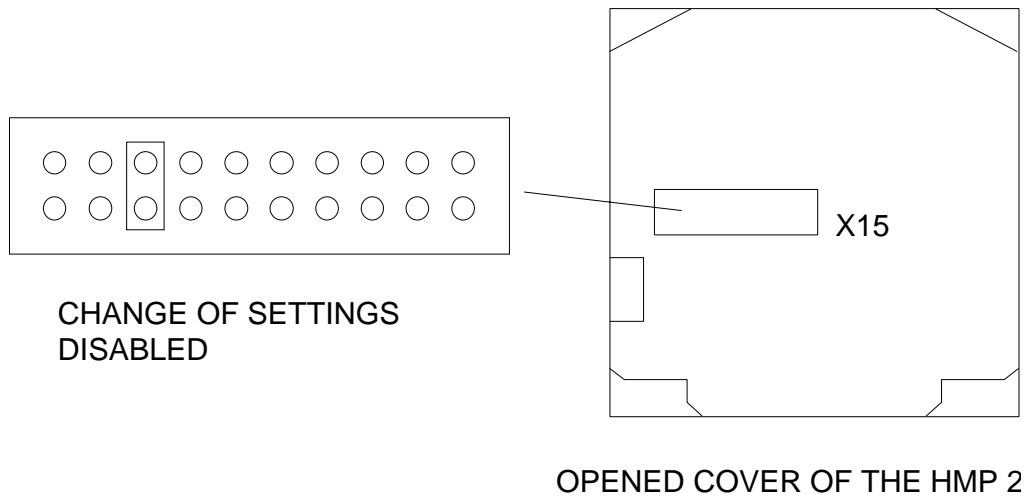 X15
CHANGE OF SETTINGS
DISABLED
OPENED COVER OF THE HMP 2